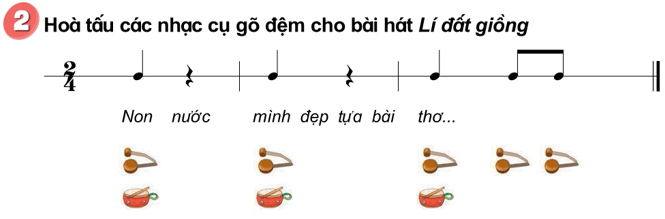 2 Hoà tấu các nhạc cụ gõ đệm cho bài hát Lí đất giồng
2
4
Non nước mình đẹp tựa bài thơ...